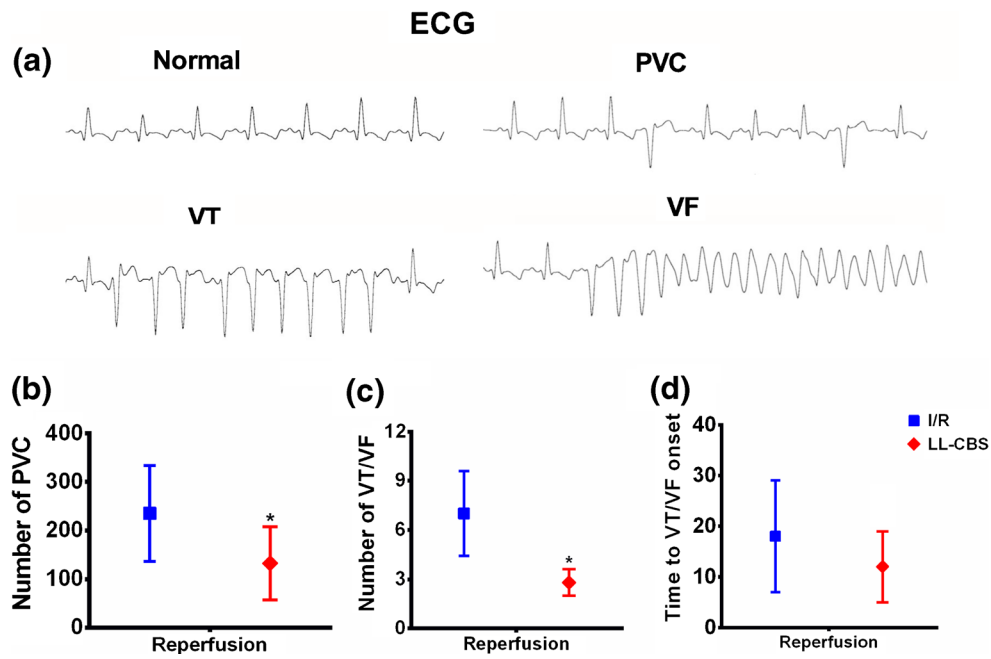 ECG
(a)
Normal
PVC
VT
VF
(b)
Number of PVC
400
300
200
100
0
*
Reperfusion
(c)
Number of VT/VF
12
9
6
3
0
*
Reperfusion
(d)
Time to VT/VF onset
40
30
20
10
0
Reperfusion
I/R
LL-CBS